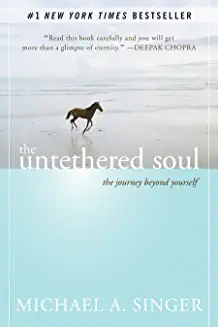 #1 NEW YORK TIMES BESTSELLER
"Read this book carefully and you will get
more than a glimpse of eternity." —DEEPAK CHOPRA
the
untethered soul
the journey beyond yourself
MICHAEL A. SINGER